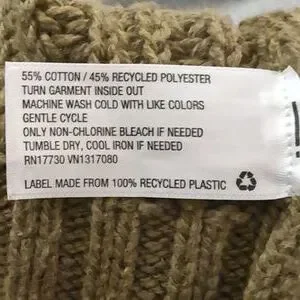 55% COTTON / 45% RECYCLED POLYESTER
TURN GARMENT INSIDE OUT
MACHINE WASH COLD WITH LIKE COLORS
GENTLE CYCLE
ONLY NON-CHLORINE BLEACH IF NEEDED
TUMBLE DRY, COOL IRON IF NEEDED
RN17730 VN1317080
LABEL MADE FROM 100% RECYCLED PLASTIC